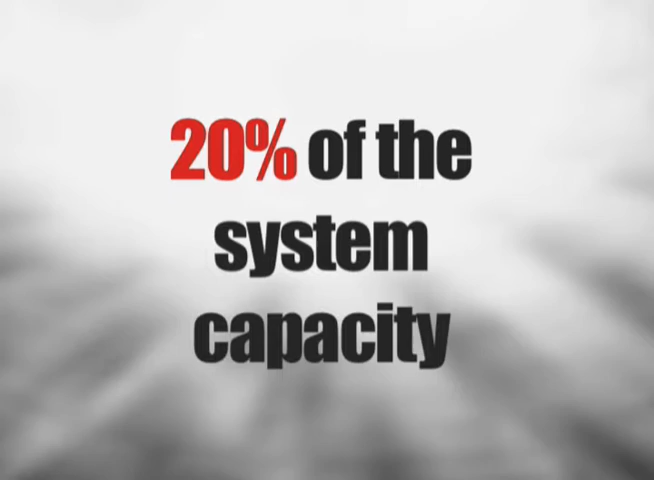 20% of the
system
capacity